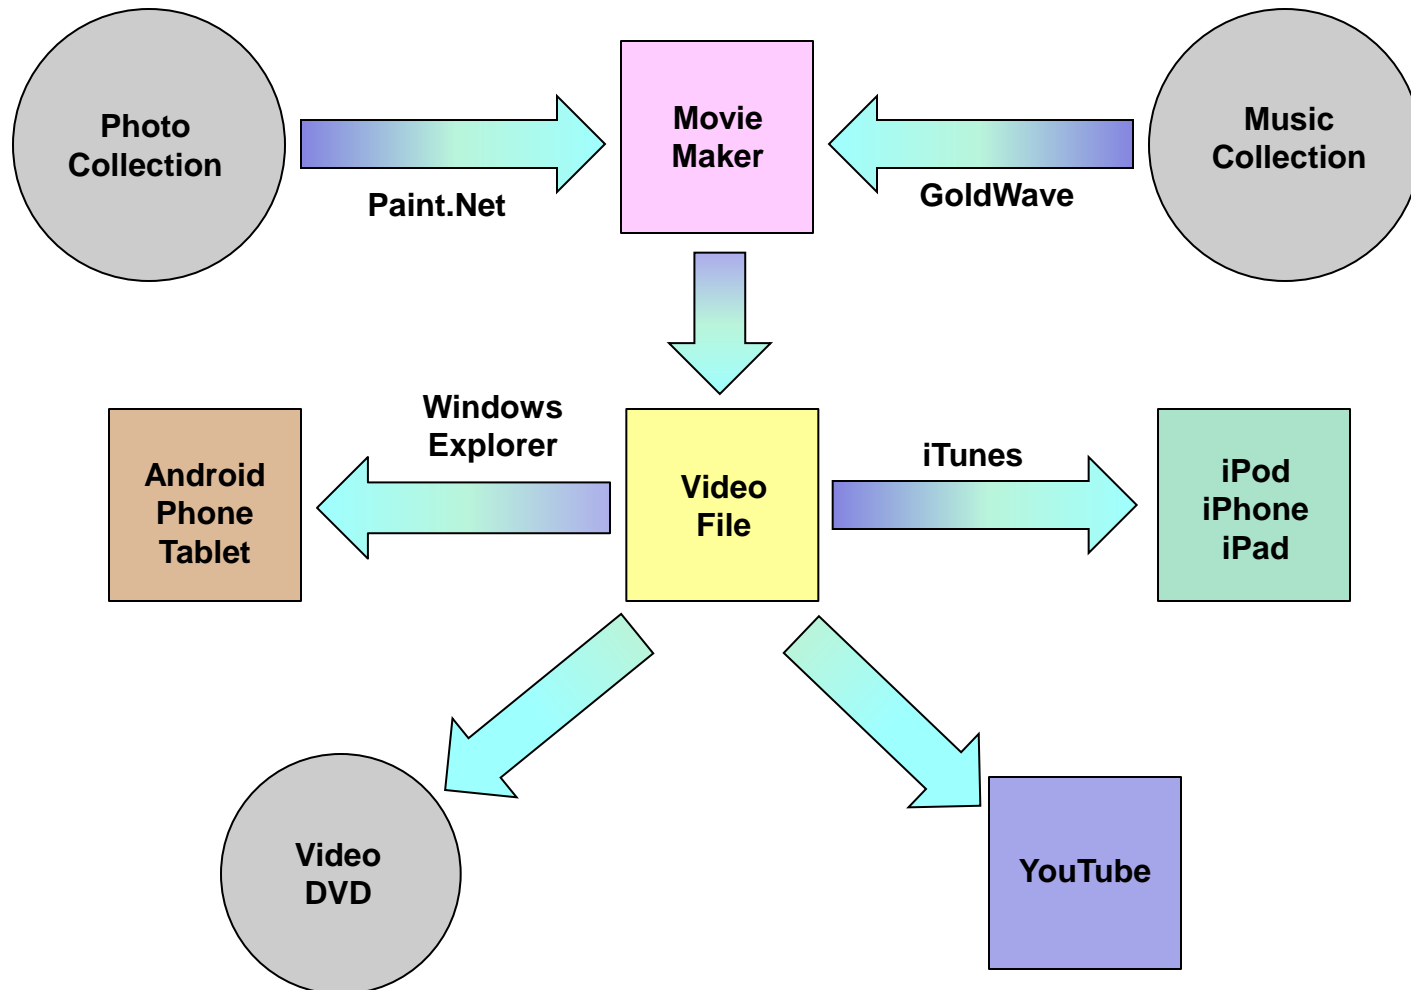 Photo
Collection
Paint.Net
Movie
Maker
GoldWave
Music
Collection
Windows
Explorer
Android
Phone
Tablet
Video
File
iTunes
iPod
iPhone
iPad
Video
DVD
YouTube